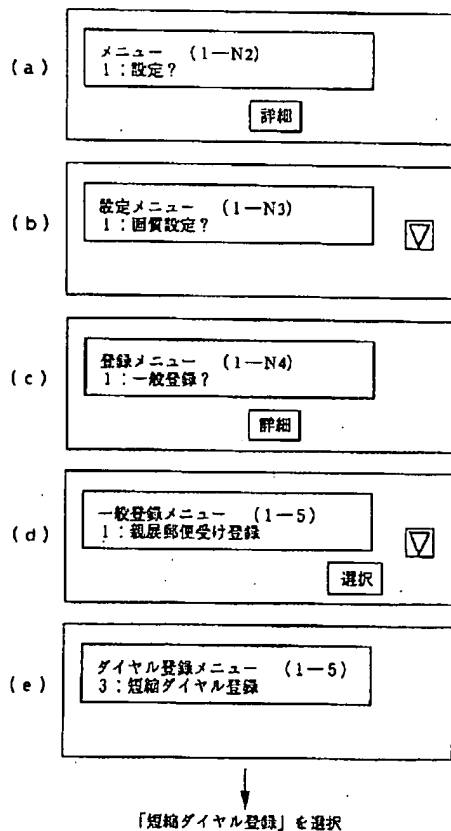 (a)
メニュー (1—N2)
1:設定?
詳細
(b)
設定メニュー (1—N3)
1:画質設定?
▽
(c)
登録メニュー (1—N4)
1:一般登録?
詳細
(d)
一般登録メニュー (1—5)
1:親展郵便受け登録
▽
選択
(e)
ダイヤル登録メニュー (1—5)
3:短縮ダイヤル登録
「短縮ダイヤル登録」を選択